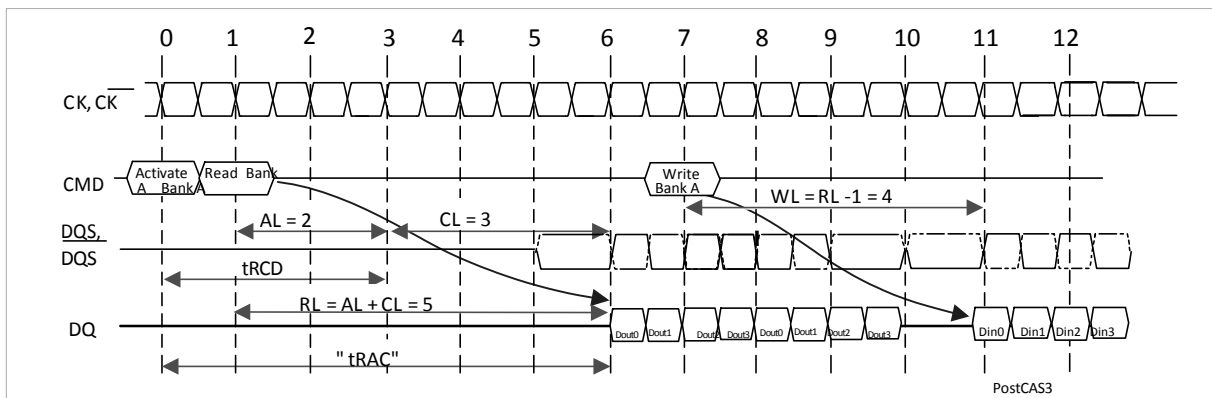 0 1 2 3 4 5 6 7 8 9 10 11 12
CK, CK
CMD
Activate
A Bank A
Read Bank
Write
Bank A
WL = RL -1 = 4
AL = 2
CL = 3
DQS,
DQS
tRCD
RL = AL + CL = 5
DQ
Dout0 Dout1 Dout2 Dout3 Dout0 Dout1 Dout2 Dout3
Din0 Din1 Din2 Din3
" tRAC"
PostCAS3